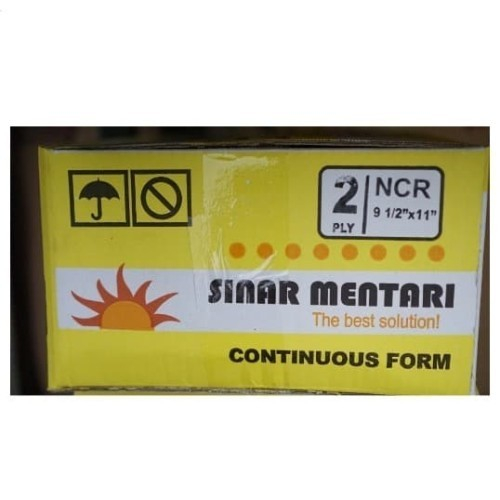 2 NCR
PLY 9 1/2"x11"
SINAR MENTARI
The best solution!
CONTINUOUS FORM